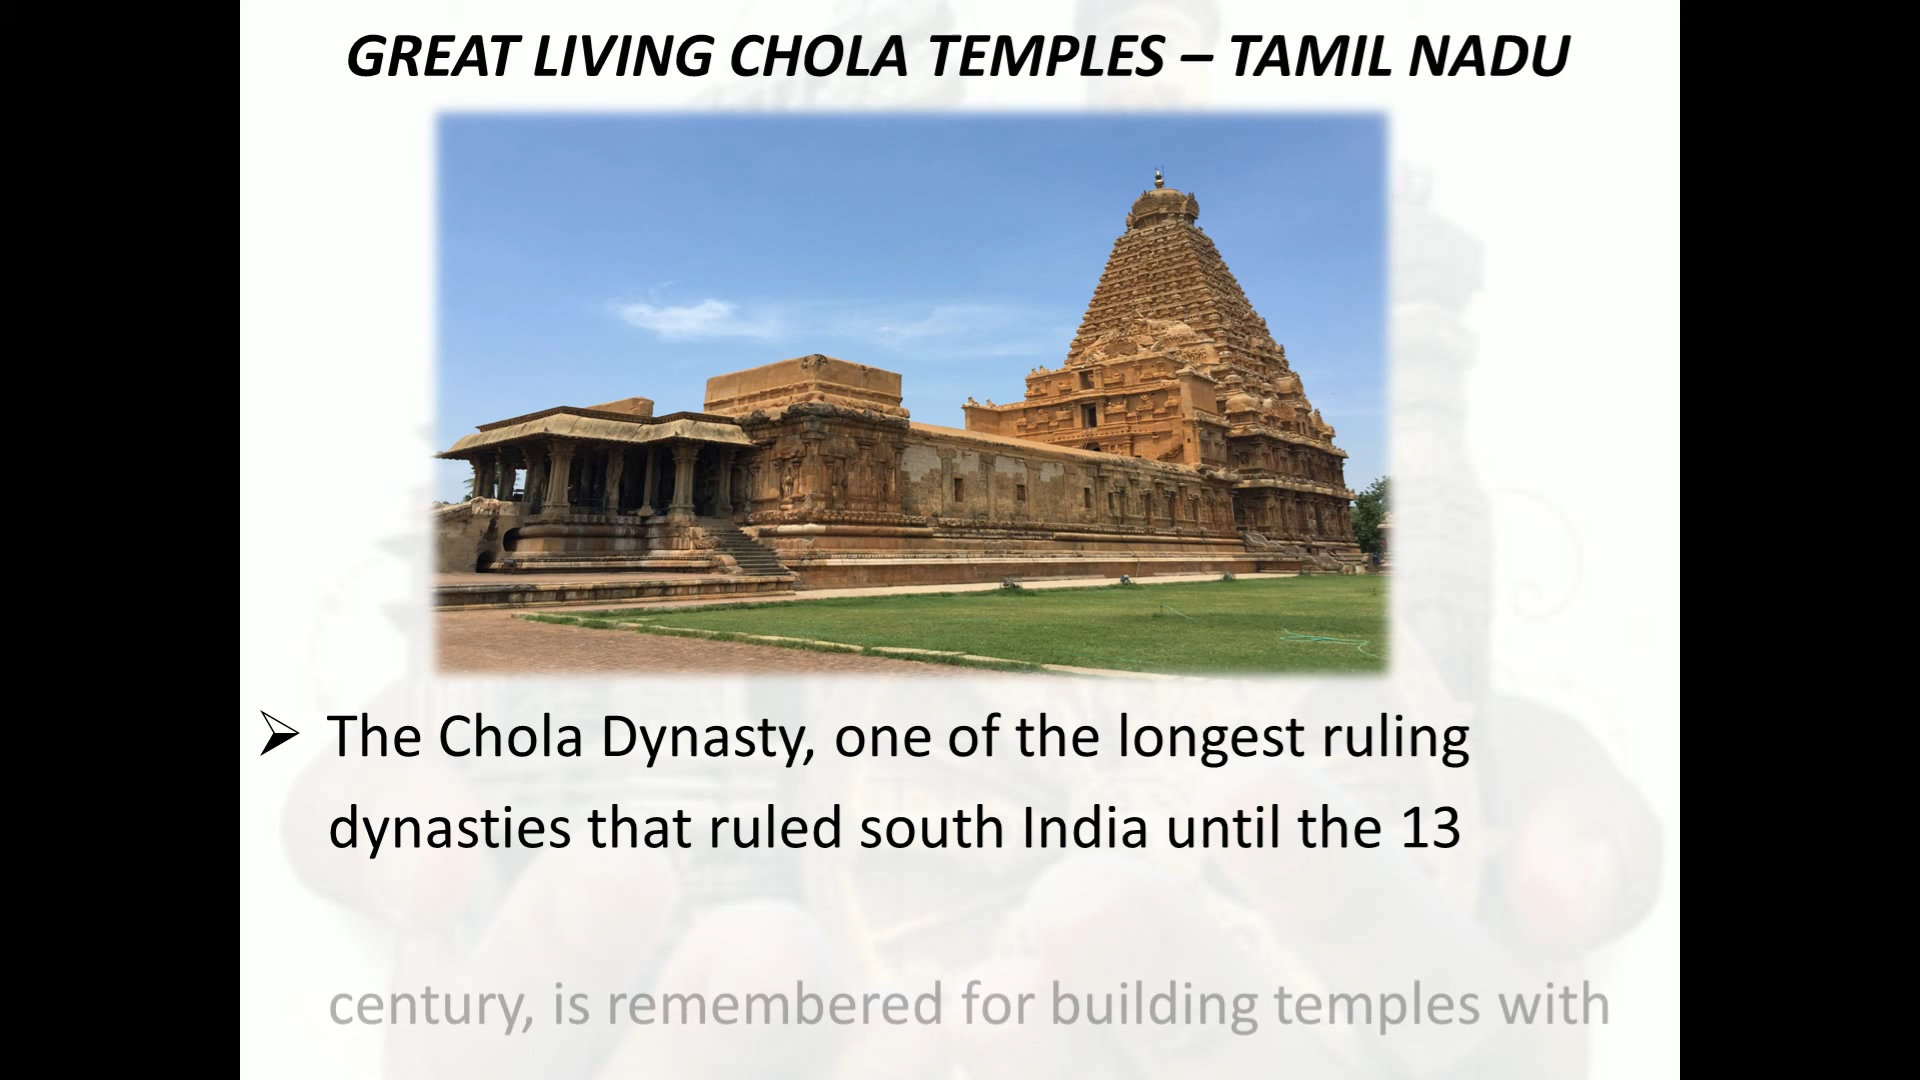 GREAT LIVING CHOLA TEMPLES – TAMIL NADU
➢ The Chola Dynasty, one of the longest ruling
dynasties that ruled south India until the 13
century, is remembered for building temples with